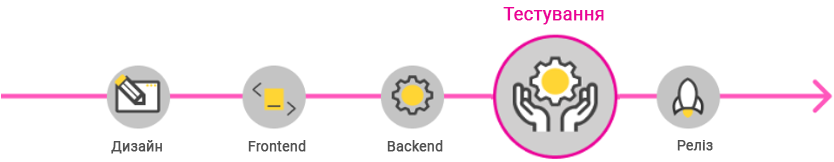 Тестування
Дизайн
Frontend
Backend
Реліз